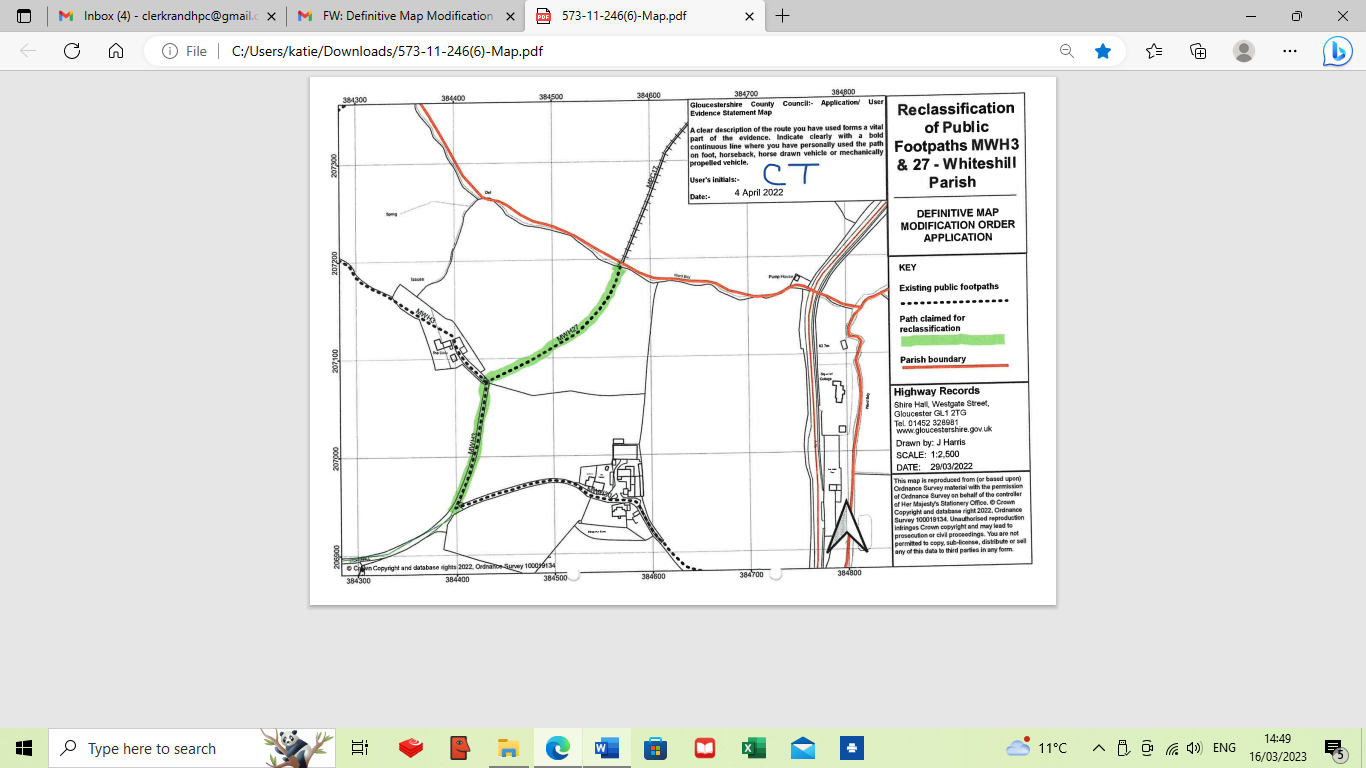 Inbox (4) - clerkrandhpc@gmail.c
FW: Definitive Map Modification
573-11-246(6)-Map.pdf
File
C:/Users/katie/Downloads/573-11-246(6)-Map.pdf
384300
384400
384500
384600
384700
384800
Gloucestershire County Council:- Application/ User
Evidence Statement Map
A clear description of the route you have used forms a vital
part of the evidence. Indicate clearly with a bold
continuous line where you have personally used the path
on foot, horseback, horse drawn vehicle or mechanically
propelled vehicle.
User's initials:- CT
Date:- 4 April 2022
Reclassification
of Public
Footpaths MWH3
& 27 - Whiteshill
Parish
DEFINITIVE MAP
MODIFICATION ORDER
APPLICATION
KEY
Existing public footpaths
Path claimed for
reclassification
Parish boundary
Highway Records
Shire Hall, Westgate Street,
Gloucester GL1 2TG
Tel. 01452 328981
www.gloucestershire.gov.uk
Drawn by: J Harris
SCALE: 1:2,500
DATE: 29/03/2022
This map is reproduced from (or based upon)
Ordnance Survey material with the permission
of Ordnance Survey on behalf of the controller
of Her Majesty's Stationery Office. © Crown
Copyright and database right 2022, Ordnance
Survey 100019134. Unauthorised reproduction
infringes Crown copyright and may lead to
prosecution or civil proceedings. You are not
permitted to copy, sub-license, distribute or sell
any of this data to third parties in any form.
207300
207200
207100
207000
206900
Spring
Issues
Pump House
MWH3
MWH27
MWH3
© Crown Copyright and database rights 2022, Ordnance Survey 100019134
384300
384400
384500
384600
384700
384800
Type here to search
11°C
ENG
14:49
16/03/2023
5